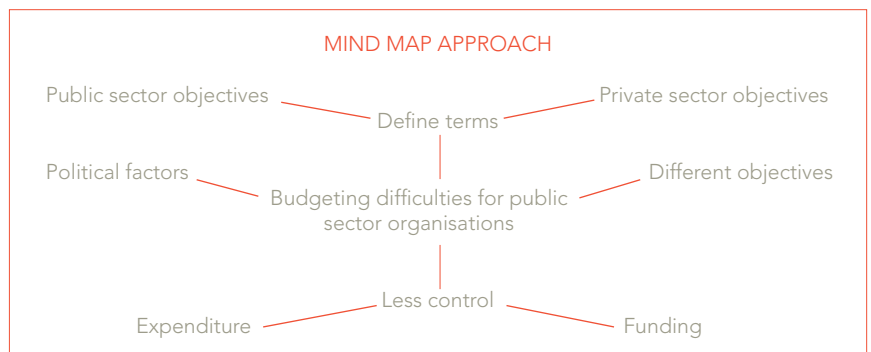 MIND MAP APPROACH
Public sector objectives
Private sector objectives
Define terms
Political factors
Different objectives
Budgeting difficulties for public
sector organisations
Less control
Expenditure
Funding